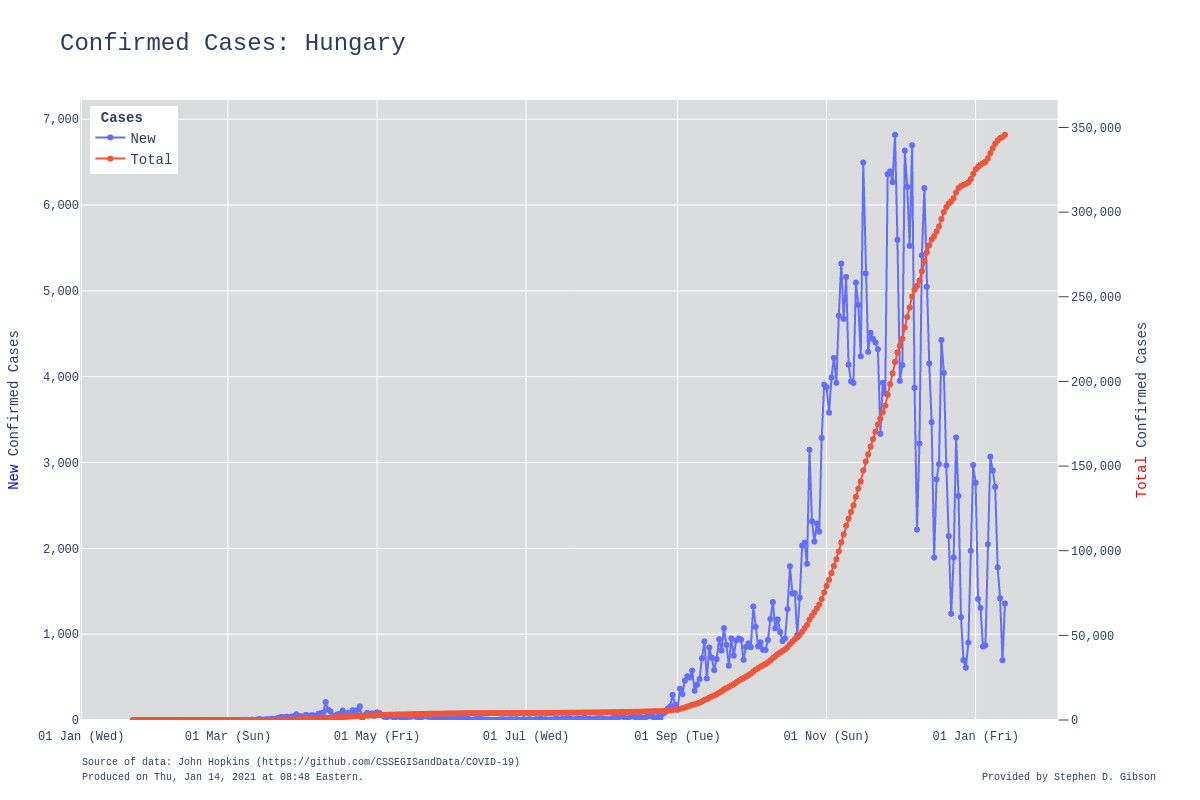 Confirmed Cases: Hungary
Cases
New
Total
7,000
6,000
5,000
4,000
3,000
2,000
1,000
0
350,000
300,000
250,000
200,000
150,000
100,000
50,000
0
New Confirmed Cases
Total Confirmed Cases
01 Jan (Wed)
01 Mar (Sun)
01 May (Fri)
01 Jul (Wed)
01 Sep (Tue)
01 Nov (Sun)
01 Jan (Fri)
Source of data: John Hopkins (https://github.com/CSSEGISandData/COVID-19)
Produced on Thu, Jan 14, 2021 at 08:48 Eastern.
Provided by Stephen D. Gibson